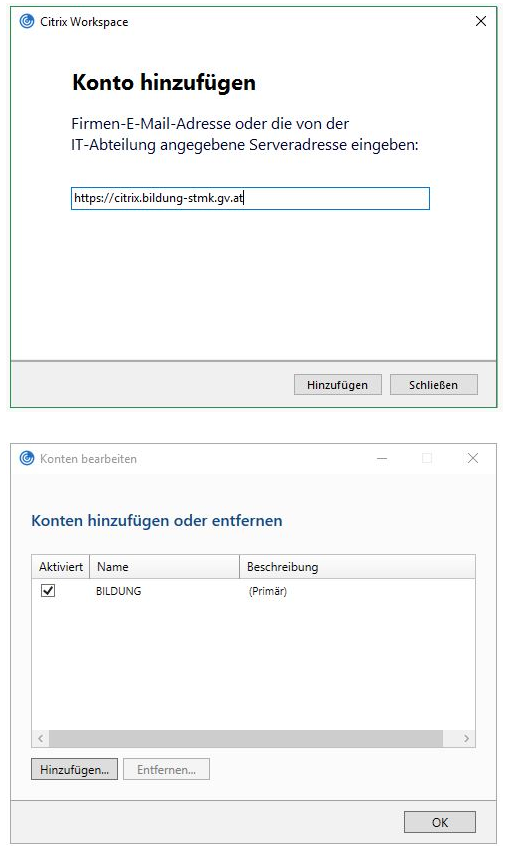 Citrix Workspace
Konto hinzufügen
Firmen-E-Mail-Adresse oder die von der
IT-Abteilung angegebene Serveradresse eingeben:
https://citrix.bildung-stmk.gv.at
Hinzufügen Schließen
Konten bearbeiten
Konten hinzufügen oder entfernen
Aktiviert Name Beschreibung
BILDUNG (Primär)
Hinzufügen... Entfernen...
OK